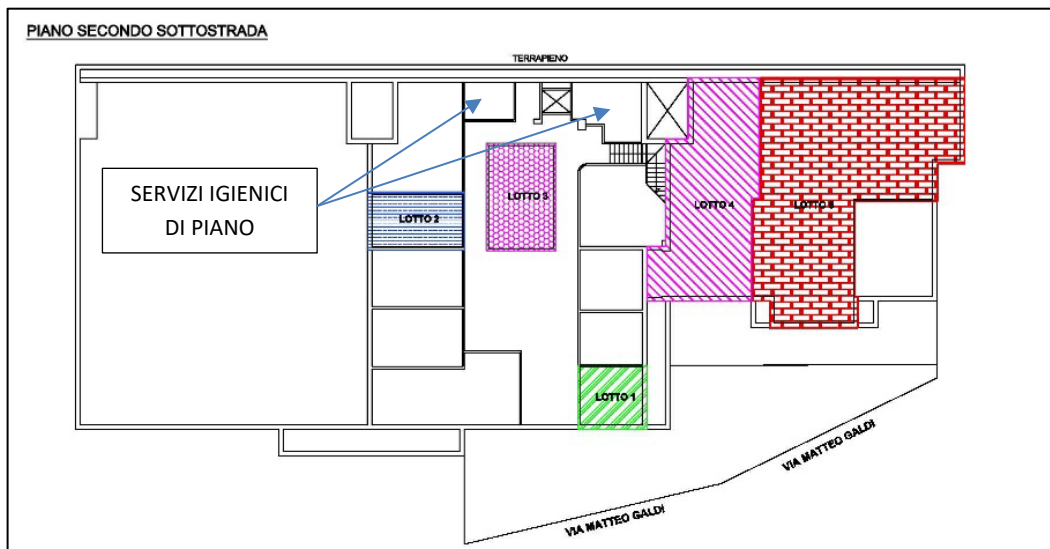 PIANO SECONDO SOTTOSTRADA
TERRAPIENO
SERVIZI IGIENICI
DI PIANO
LOTTO 2
LOTTO 3
LOTTO 4
LOTTO 5
LOTTO 1
VIA MATTEO GALDI
VIA MATTEO GALDI